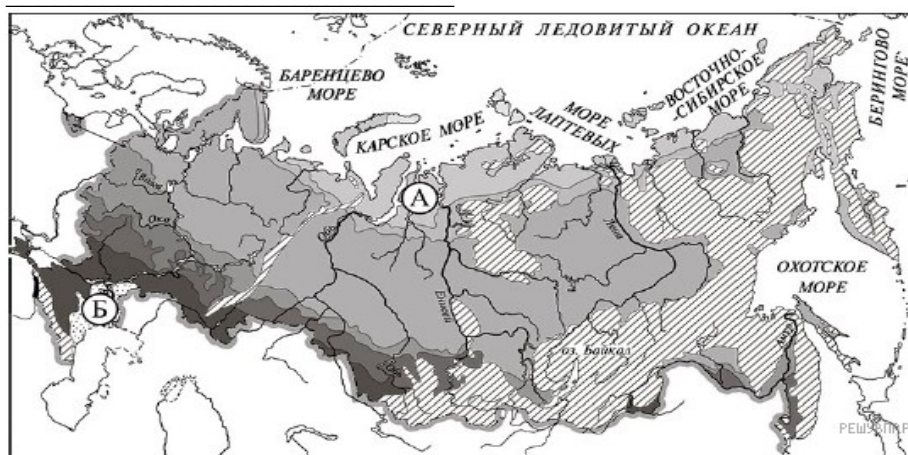 СЕВЕРНЫЙ ЛЕДОВИТЫЙ ОКЕАН
БАРЕНЦЕВО
МОРЕ
КАРСКОЕ МОРЕ
МОРЕ
ЛАПТЕВЫХ
ВОСТОЧНО-
СИБИРСКОЕ
МОРЕ
БЕРИНГОВО
МОРЕ
А
Волга
Ока
Обь
Енисей
Лена
ОХОТСКОЕ
МОРЕ
Б
оз. Байкал
Амур